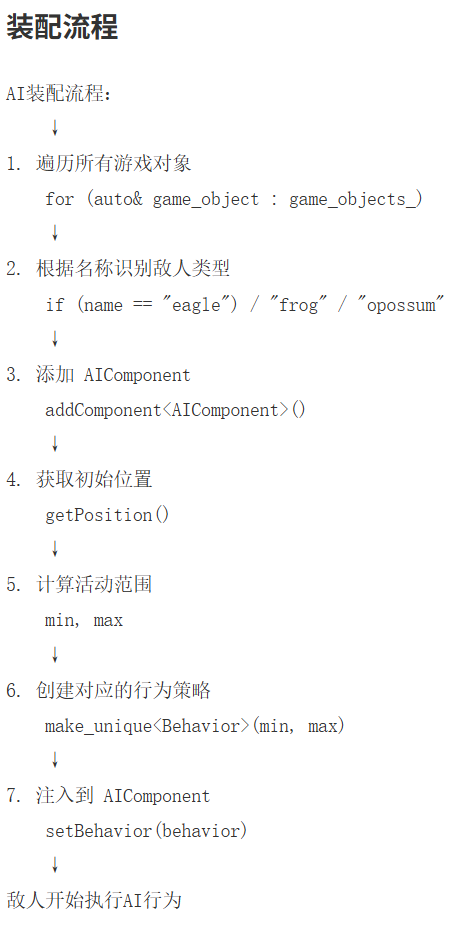 装配流程
AI装配流程：
↓
1. 遍历所有游戏对象
for (auto& game_object : game_objects_)
↓
2. 根据名称识别敌人类型
if (name == "eagle") / "frog" / "opossum"
↓
3. 添加 AIComponent
addComponent<AIComponent>()
↓
4. 获取初始位置
getPosition()
↓
5. 计算活动范围
min, max
↓
6. 创建对应的行为策略
make_unique<Behavior>(min, max)
↓
7. 注入到 AIComponent
setBehavior(behavior)
↓
敌人开始执行AI行为